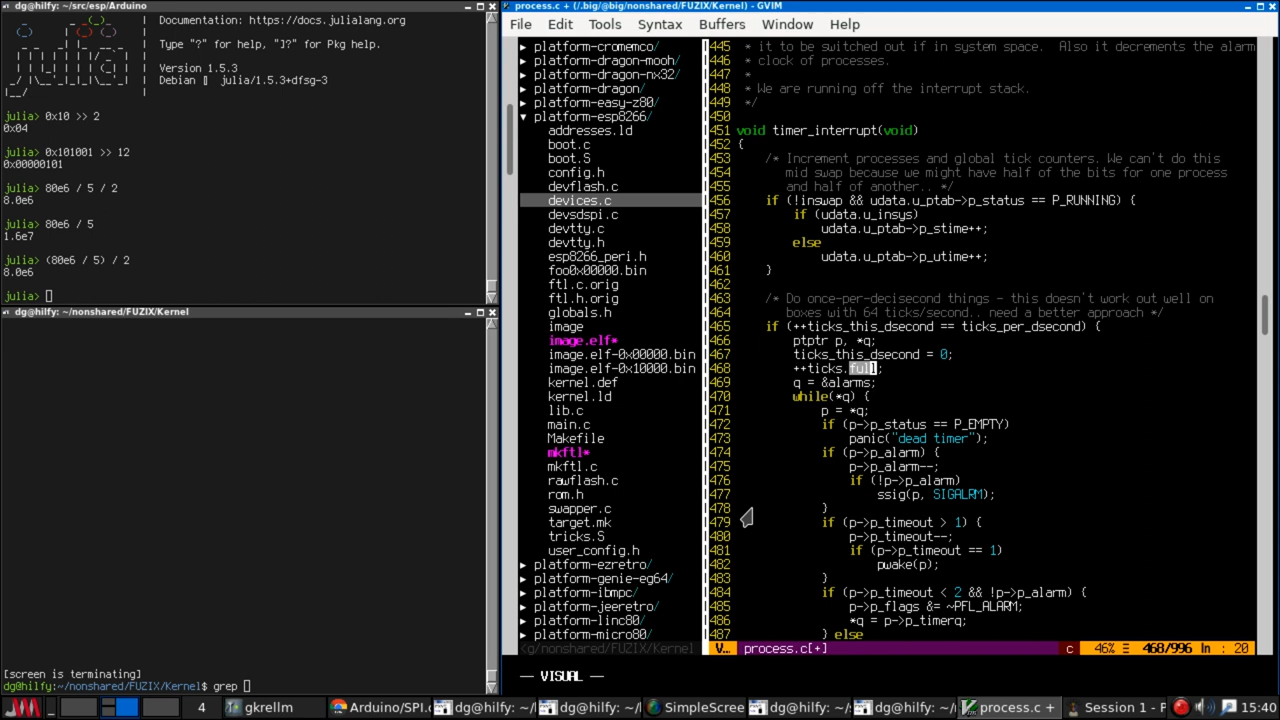 dg@hilfy: ~/src/esp/Arduino
Documentation: https://docs.julialang.org
Type "?" for help, "]?" for Pkg help.
Version 1.5.3
Debian julia/1.5.3+dfsg-3
julia> 0x10 >> 2
0x04
julia> 0x101001 >> 12
0x00000101
julia> 80e6 / 5 / 2
8.0e6
julia> 80e6 / 5
1.6e7
julia> (80e6 / 5) / 2
8.0e6
julia>
dg@hilfy: ~/nonshared/FUZIX/Kernel
[screen is terminating]
dg@hilfy:~/nonshared/FUZIX/Kernel$ grep
process.c + (/.big/@big/nonshared/FUZIX/Kernel) - GVIM
File Edit Tools Syntax Buffers Window Help
▶ platform-cromemco/
▶ platform-dragon-mooh/
▶ platform-dragon-nx32/
▶ platform-dragon/
▶ platform-easy-z80/
▼ platform-esp8266/
addresses.ld
boot.c
boot.S
config.h
devflash.c
devices.c
devsdspi.c
devtty.c
devtty.h
esp8266_peri.h
foo0x00000.bin
ftl.c.orig
ftl.h.orig
globals.h
image
image.elf*
image.elf-0x00000.bin
image.elf-0x10000.bin
kernel.def
kernel.ld
lib.c
main.c
Makefile
mkftl*
mkftl.c
rawflash.c
rom.h
swapper.c
target.mk
tricks.S
user_config.h
▶ platform-ezretro/
▶ platform-genie-eg64/
▶ platform-ibmpc/
▶ platform-jeeretro/
▶ platform-linc80/
▶ platform-micro80/
<g/nonshared/FUZIX/Kernel
445 * it to be switched out if in system space. Also it decrements the alarm
446 * clock of processes.
447 *
448 * We are running off the interrupt stack.
449 */
450
451 void timer_interrupt(void)
452 {
453 /* Increment processes and global tick counters. We can't do this
454 mid swap because we might have half of the bits for one process
455 and half of another.. */
456 if (!inswap && udata.u_ptab->p_status == P_RUNNING) {
457 if (udata.u_insys)
458 udata.u_ptab->p_stime++;
459 else
460 udata.u_ptab->p_utime++;
461 }
462
463 /* Do once-per-decisecond things - this doesn't work out well on
464 boxes with 64 ticks/second.. need a better approach */
465 if (++ticks_this_dsecond == ticks_per_dsecond) {
466 ptptr p, *q;
467 ticks_this_dsecond = 0;
468 ++ticks.full;
469 q = &alarms;
470 while(*q) {
471 p = *q;
472 if (p->p_status == P_EMPTY)
473 panic("dead timer");
474 if (p->p_alarm) {
475 p->p_alarm--;
476 if (!p->p_alarm)
477 ssig(p, SIGALRM);
478 }
479 if (p->p_timeout > 1) {
480 p->p_timeout--;
481 if (p->p_timeout == 1)
482 pwake(p);
483 }
484 if (p->p_timeout < 2 && !p->p_alarm) {
485 p->p_flags &= ~PFL_ALARM;
486 *q = p->p_timerq;
487 } else
V… process.c[+] c 46% Ξ 468/996 ln : 20
-- VISUAL --
4 gkrellm Arduino/SPI. dg@hilfy: ~/ dg@hilfy: ~/ SimpleScree dg@hilfy: ~/s dg@hilfy: ~/ process.c + Session 1 - P 15:40